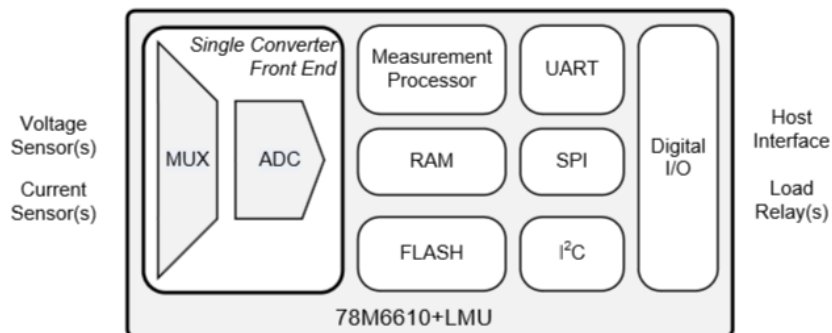 Voltage
Sensor(s)
Current
Sensor(s)
Single Converter
Front End
MUX
ADC
Measurement
Processor
UART
RAM
SPI
FLASH
I²C
Digital
I/O
Host
Interface
Load
Relay(s)
78M6610+LMU